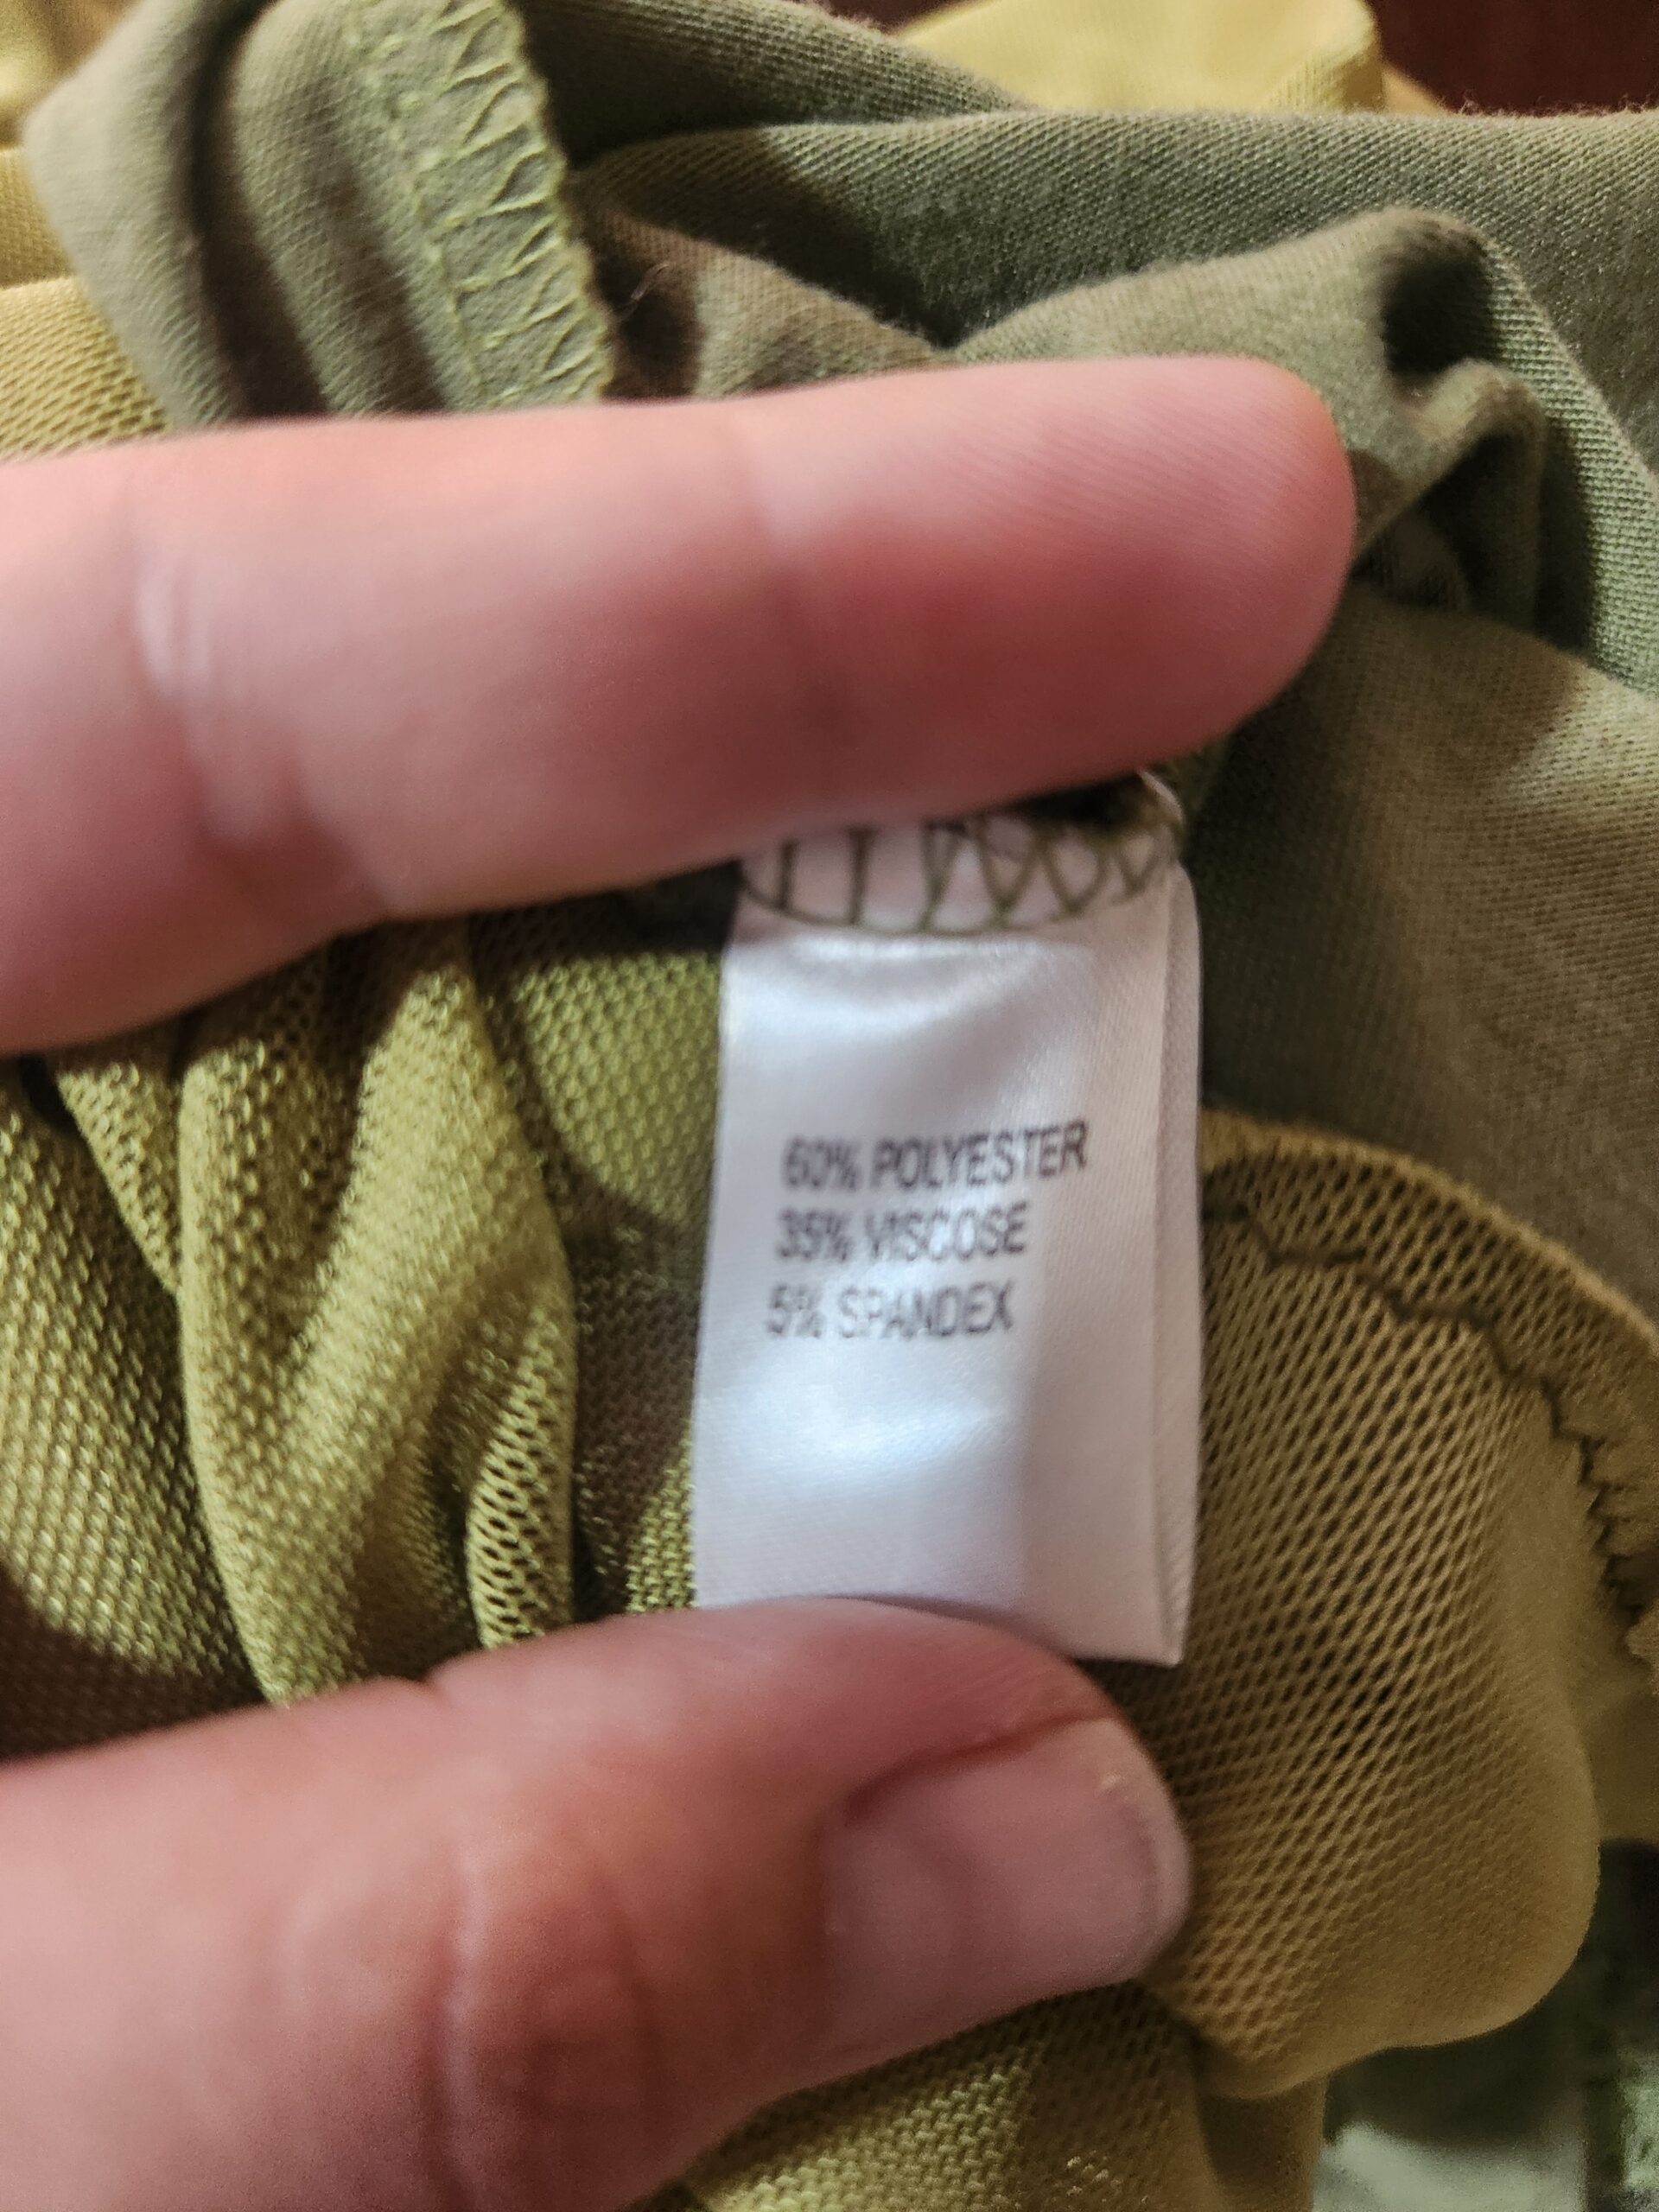 60% POLYESTER
35% VISCOSE
5% SPANDEX